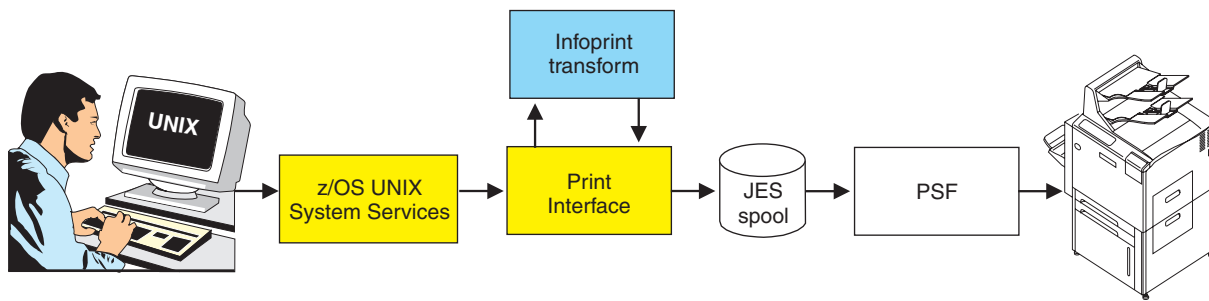 Infoprint
transform
UNIX
z/OS UNIX
System Services
Print
Interface
JES
spool
PSF